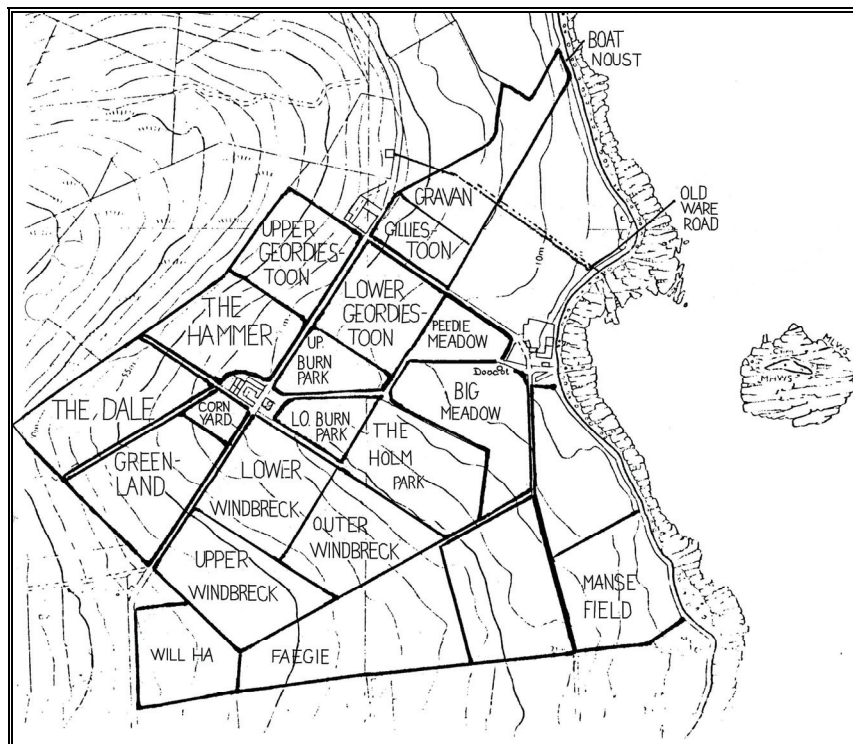 BOAT
NOUST
OLD
WARE
ROAD
GRAVAN
GILLIES-
TOON
UPPER
GEORDIES-
TOON
10m
LOWER
GEORDIES-
TOON
THE
HAMMER
PEEDIE
MEADOW
UP.
BURN
PARK
Doocot
BIG
MEADOW
MLWS
MHWS
THE DALE
CORN
YARD
LO. BURN
PARK
THE
HOLM
PARK
GREEN-
LAND
LOWER
WINDBRECK
OUTER
WINDBRECK
UPPER
WINDBRECK
MANSE
FIELD
WILL HA
FAEGIE